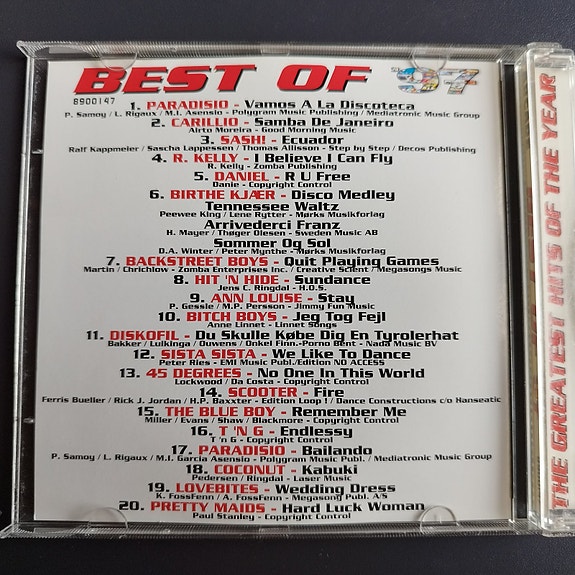 BEST OF 97
8900147
1. PARADISIO - Vamos A La Discoteca
P. Samoy / L. Rigaux / M.I. Asensio - Polygram Music Publishing / Mediatronic Music Group
2. CARILLIO - Samba De Janeiro
Airto Moreira - Good Morning Music
3. SASH! - Ecuador
Ralf Kappmeier / Sascha Lappessen / Thomas Allisson - Step by Step / Decos Publishing
4. R. KELLY - I Believe I Can Fly
R. Kelly - Zomba Publishing
5. DANIEL - R U Free
Danie - Copyright Control
6. BIRTHE KJÆR - Disco Medley
Tennessee Waltz
Peewee King / Lene Rytter - Mørks Musikforlag
Arrivederci Franz
H. Mayer / Thøger Olesen - Sweden Music AB
Sommer Og Sol
D.A. Winter / Peter Mynthe - Mørks Musikforlag
7. BACKSTREET BOYS - Quit Playing Games
Martin / Chrichlow - Zomba Enterprises Inc. / Creative Scient / Megasongs Music
8. HIT 'N HIDE - Sundance
Jens C. Ringdal - H.O.S.
9. ANN LOUISE - Stay
P. Gessle / M.P. Persson - Jimmy Fun Music
10. BITCH BOYS - Jeg Tog Fejl
Anne Linnet - Linnet Songs
11. DISKOFIL - Du Skulle Købe Dig En Tyrolerhat
Bakker / Luikinga / Ouwens / Onkel Finn.-Porno Bent - Nada Music BV
12. SISTA SISTA - We Like To Dance
Peter Ries - EMI Music Publ./Edition NO ACCESS
13. 45 DEGREES - No One In This World
Lockwood / Da Costa - Copyright Control
14. SCOOTER - Fire
Ferris Bueller / Rick J. Jordan / H.P. Baxxter - Edition Loop! / Dance Constructions c/o Hanseatic
15. THE BLUE BOY - Remember Me
Miller / Evans / Shaw / Blackmore - Copyright Control
16. T 'N G - Endlessy
T 'n G - Copyright Control
17. PARADISIO - Bailando
P. Samoy / L. Rigaux / M.I. Garcia Asensio - Polygram Music Publ. / Mediatronic Music Group
18. COCONUT - Kabuki
Pedersen / Ringdal - Laser Music
19. LOVEBITES - Wedding Dress
K. FossFenn / A. FossFenn - Megasong Publ. A/S
20. PRETTY MAIDS - Hard Luck Woman
Paul Stanley - Copyright Control
THE GREATEST HITS OF THE YEAR